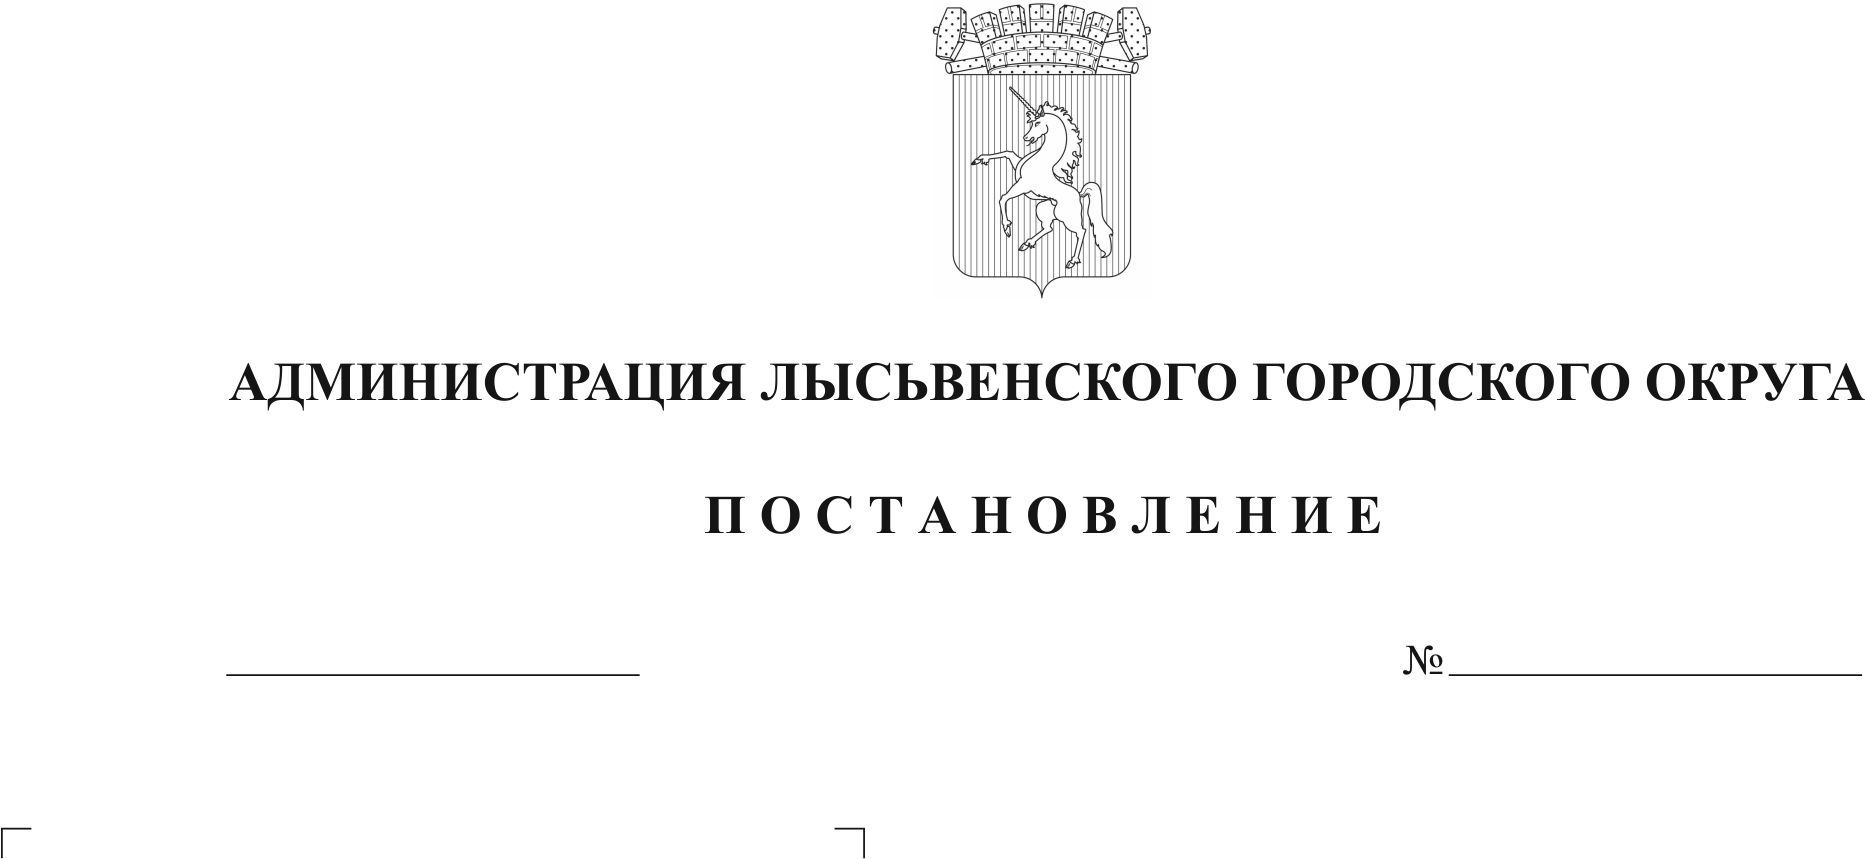 АДМИНИСТРАЦИЯ ЛЫСЬВЕНСКОГО ГОРОДСКОГО ОКРУГА
П О С Т А Н О В Л Е Н И Е
№